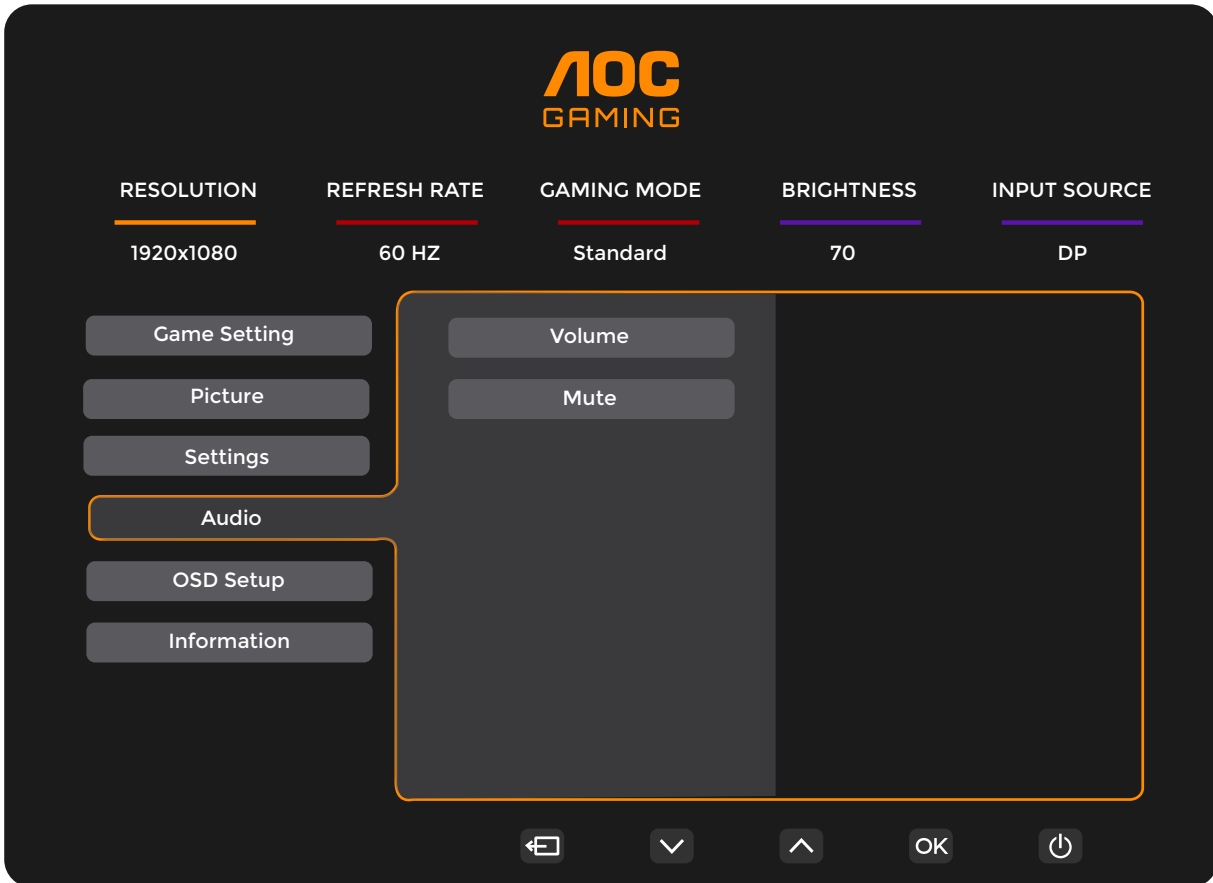 AOC
GAMING
RESOLUTION REFRESH RATE GAMING MODE BRIGHTNESS INPUT SOURCE
1920x1080 60 HZ Standard 70 DP
Game Setting Volume
Picture Mute
Settings
Audio
OSD Setup
Information
OK